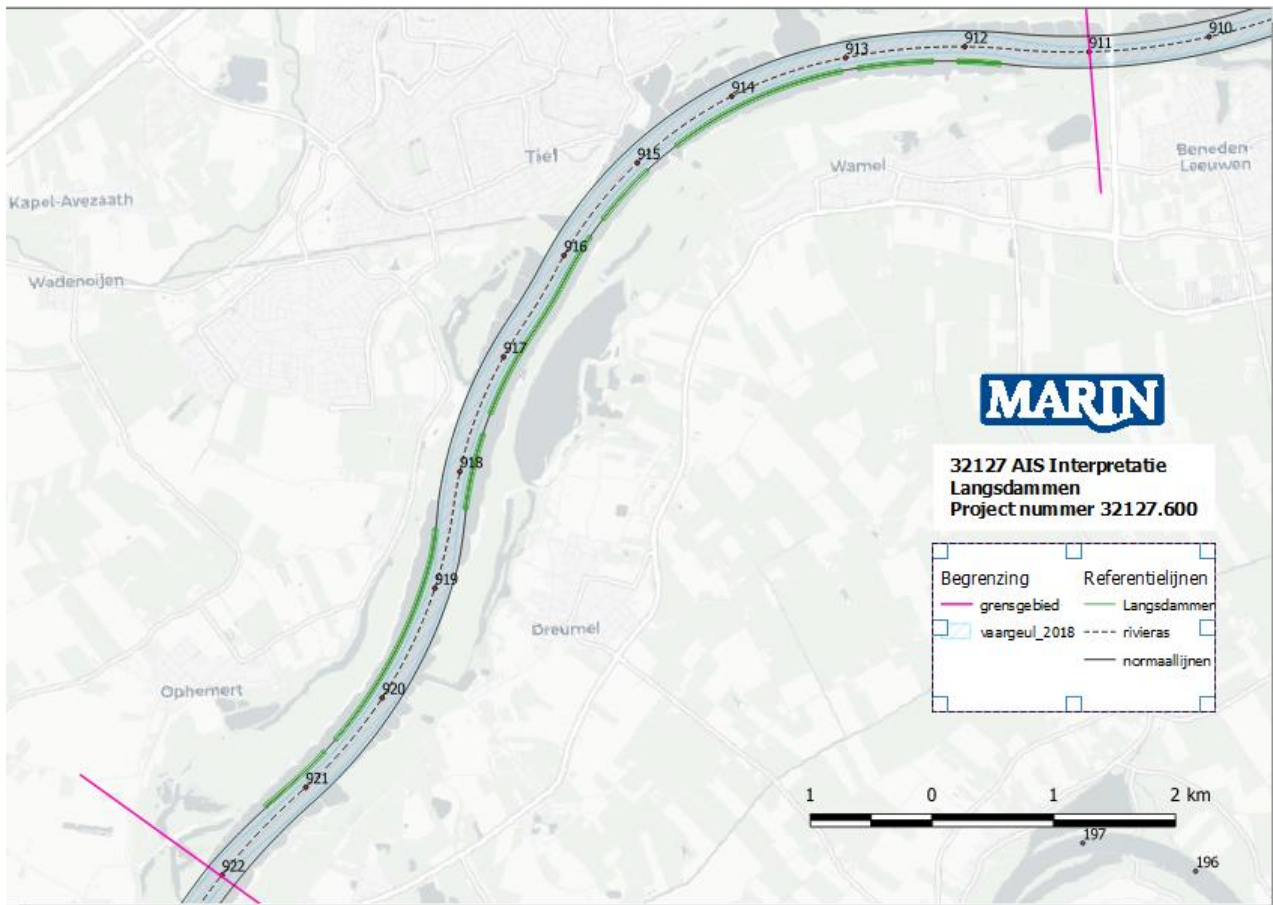 910
911
912
913
914
915
Tiel
Wamel
Beneden
Leeuwen
Kapel-Avezaath
916
Wadenoijen
917
MARIN
918
32127 AIS Interpretatie
Langsdammen
Project nummer 32127.600
919
Dreumel
Begrenzing
grensgebied
vaargeul_2018
Referentielijnen
Langsdammen
rivieras
normaallijnen
920
Ophemert
921
1 0 1 2 km
197
196
922